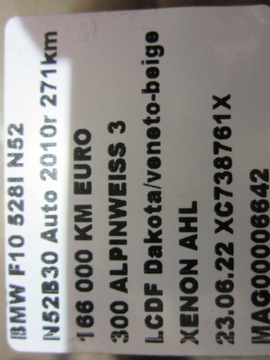 BMW F10 528I N52
N52B30 Auto 2010r 271km
166 000 KM EURO
300 ALPINWEISS 3
LCDF Dakota/veneto-beige
XENON AHL
23.06.22 XC738761X
MAG00006642